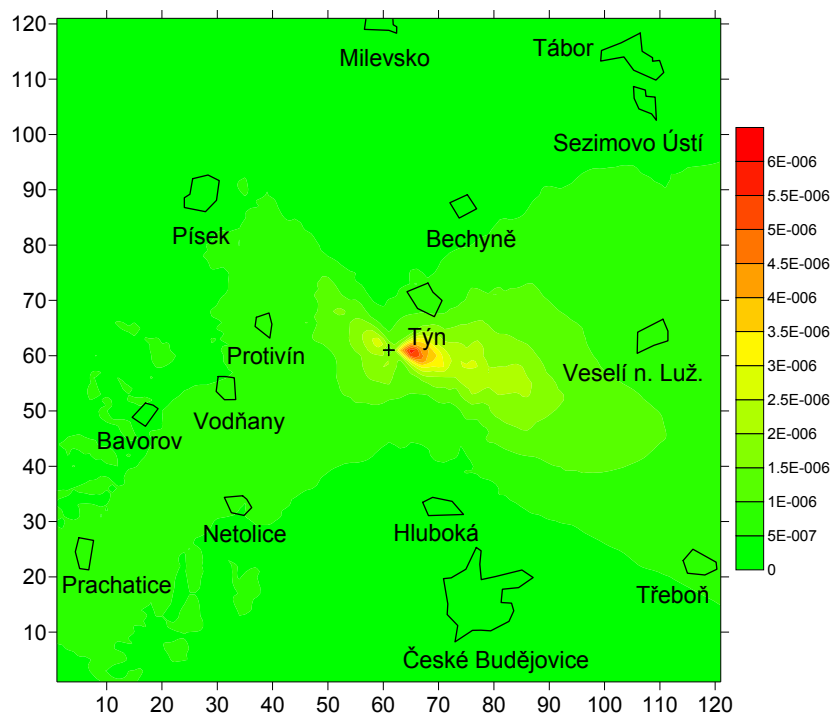 120
110
100
90
80
70
60
50
40
30
20
10
Milevsko
Tábor
Sezimovo Ústí
Písek
Bechyně
Týn
Protivín
Veselí n. Luž.
Vodňany
Bavorov
Netolice
Hluboká
Prachatice
Třeboň
České Budějovice
10 20 30 40 50 60 70 80 90 100 110 120
6E-006
5.5E-006
5E-006
4.5E-006
4E-006
3.5E-006
3E-006
2.5E-006
2E-006
1.5E-006
1E-006
5E-007
0